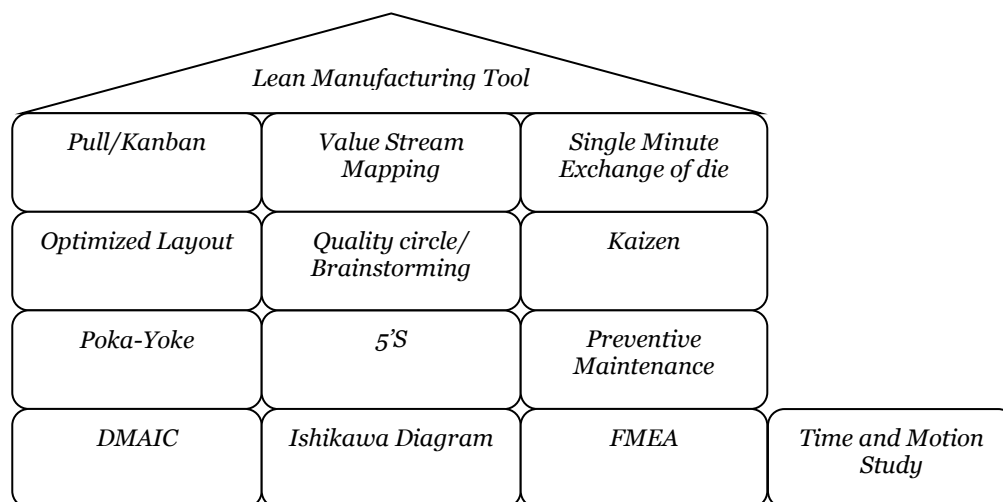 Lean Manufacturing Tool
Pull/Kanban
Value Stream
Mapping
Single Minute
Exchange of die
Optimized Layout
Quality circle/
Brainstorming
Kaizen
Poka-Yoke
5’S
Preventive
Maintenance
DMAIC
Ishikawa Diagram
FMEA
Time and Motion
Study